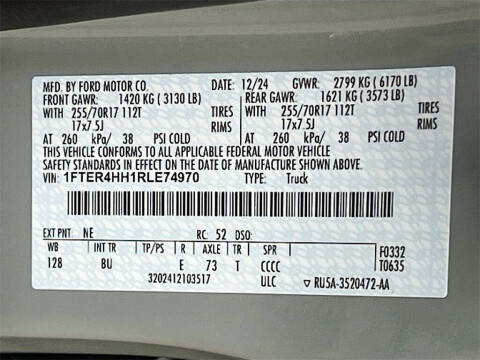 MFD. BY FORD MOTOR CO. DATE: 12/24 GVWR: 2799 KG (6170 LB)
FRONT GAWR: 1420 KG (3130 LB) REAR GAWR: 1621 KG (3573 LB)
WITH 255/70R17 112T TIRES WITH 255/70R17 112T TIRES
17x7.5J RIMS 17x7.5J RIMS
AT 260 kPa/ 38 PSI COLD AT 260 kPa/ 38 PSI COLD
THIS VEHICLE CONFORMS TO ALL APPLICABLE FEDERAL MOTOR VEHICLE
SAFETY STANDARDS IN EFFECT ON THE DATE OF MANUFACTURE SHOWN ABOVE.
VIN: 1FTER4HH1RLE74970 TYPE: Truck
EXT PNT NE RC: 52 DSO:
WB INT TR TP/PS R AXLE TR SPR F0332
128 BU E 73 T CCCC T0635
3202412103517 ULC ▽ RU5A-3520472-AA